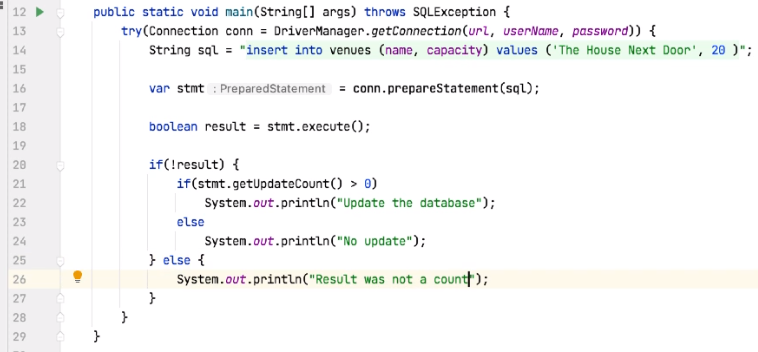 12 public static void main(String[] args) throws SQLException {
13 try(Connection conn = DriverManager.getConnection(url, userName, password)) {
14 String sql = "insert into venues (name, capacity) values ('The House Next Door', 20 )";
15
16 var stmt : PreparedStatement = conn.prepareStatement(sql);
17
18 boolean result = stmt.execute();
19
20 if(!result) {
21 if(stmt.getUpdateCount() > 0)
22 System.out.println("Update the database");
23 else
24 System.out.println("No update");
25 } else {
26 System.out.println("Result was not a count");
27 }
28 }
29 }